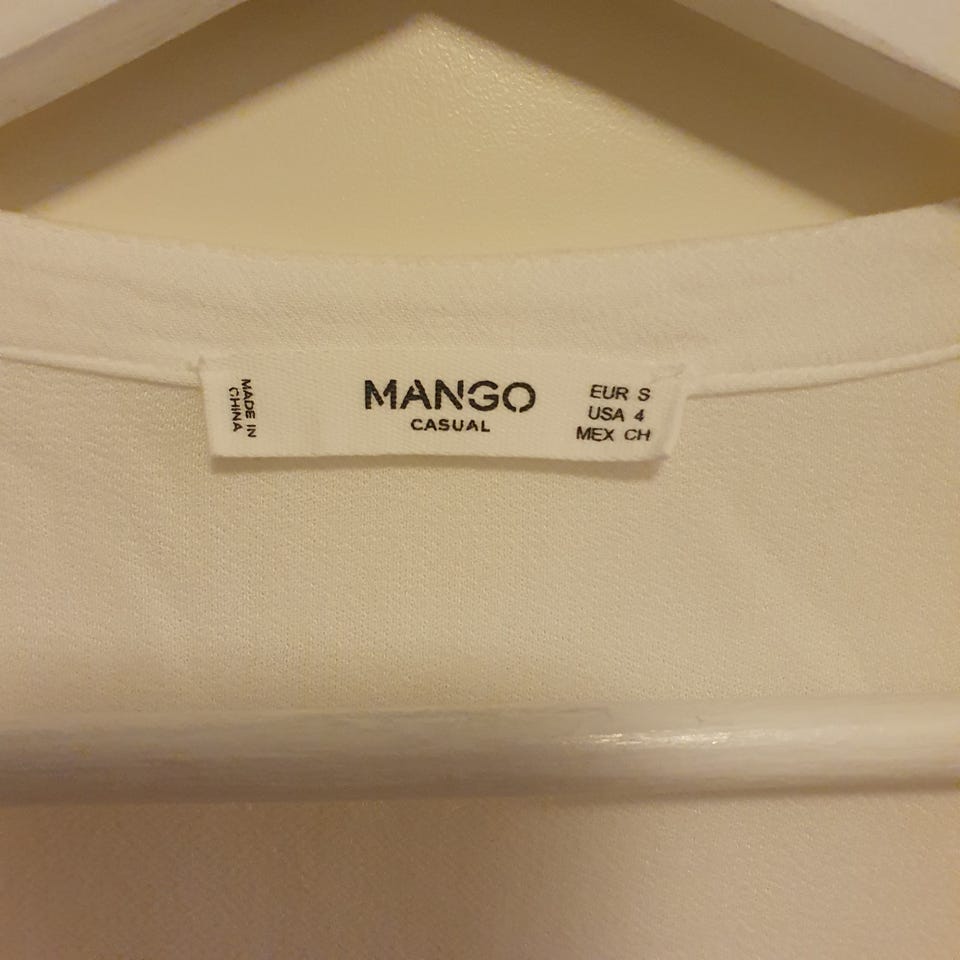 MADE IN
CHINA
MANGO
CASUAL
EUR S
USA 4
MEX CH